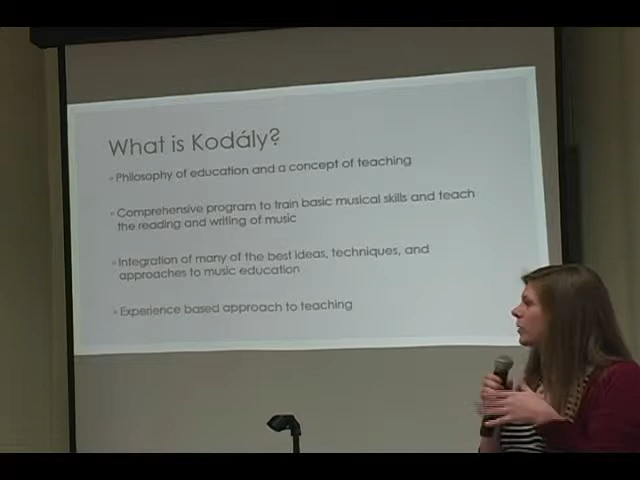 What is Kodály?
▫Philosophy of education and a concept of teaching
▫Comprehensive program to train basic musical skills and teach
the reading and writing of music
▫Integration of many of the best ideas, techniques, and
approaches to music education
▫Experience based approach to teaching